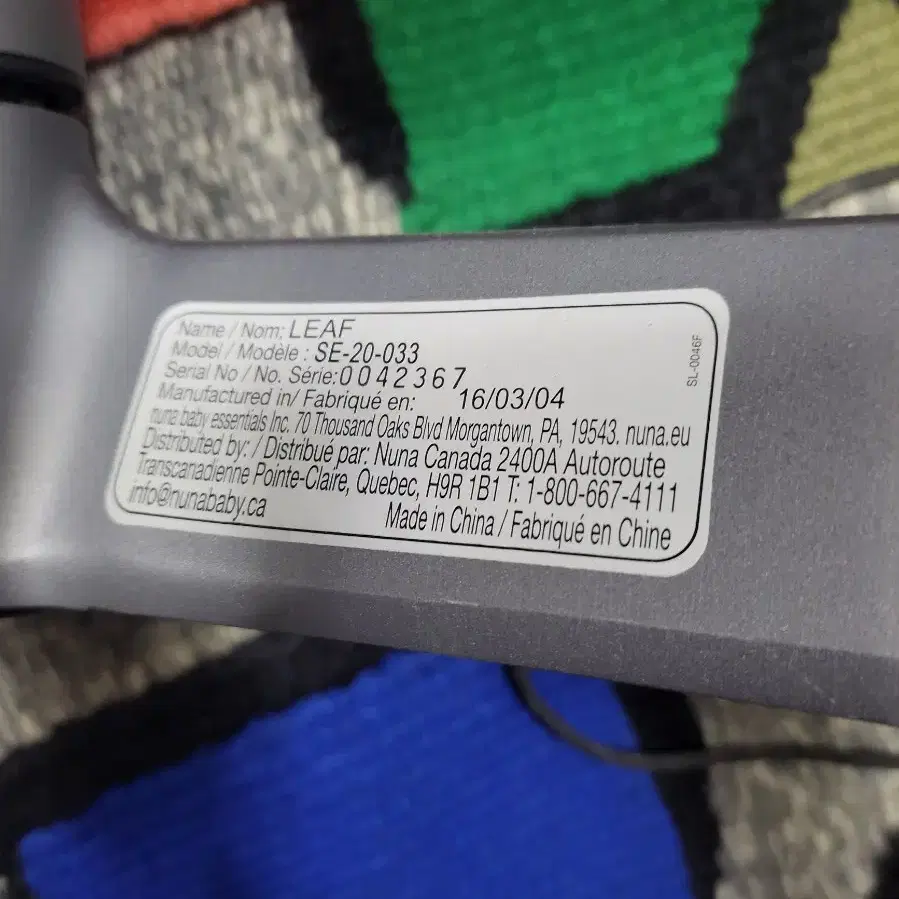 Name / Nom: LEAF
Model / Modèle : SE-20-033
Serial No / No. Série:0042367
Manufactured in/ Fabriqué en: 16/03/04
nuna baby essentials Inc. 70 Thousand Oaks Blvd Morgantown, PA, 19543. nuna.eu
Distributed by: / Distribué par: Nuna Canada 2400A Autoroute
Transcanadienne Pointe-Claire, Quebec, H9R 1B1 T: 1-800-667-4111
info@nunababy.ca
Made in China / Fabriqué en Chine
SL-0046F